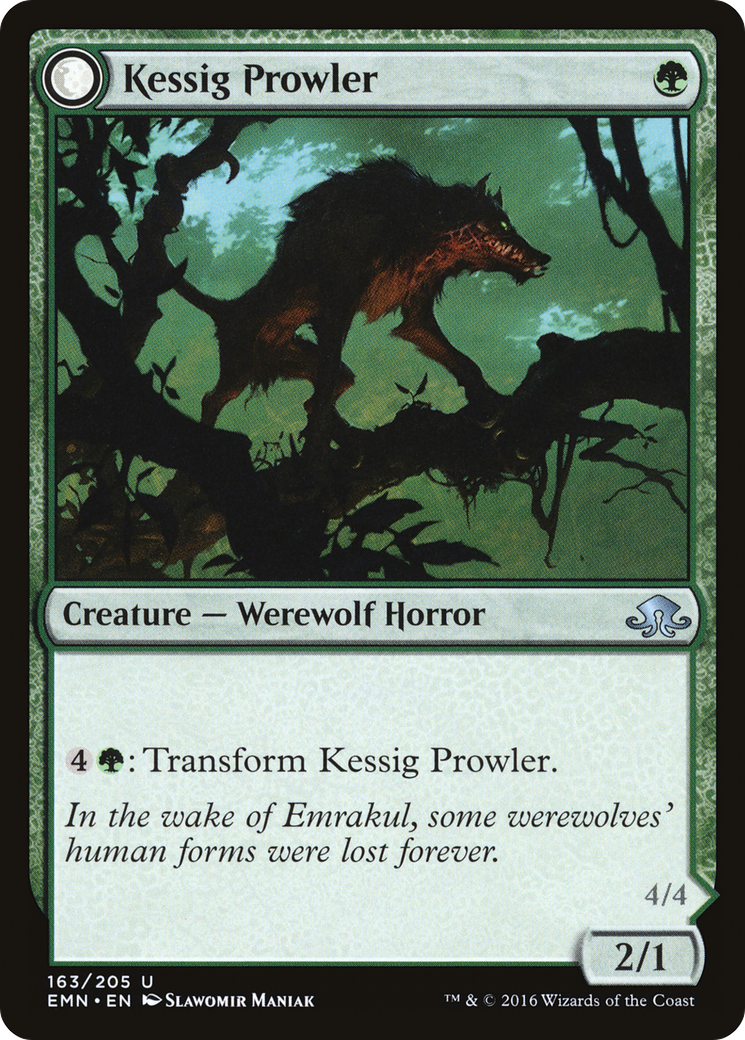 Kessig Prowler
Creature — Werewolf Horror
4 : Transform Kessig Prowler.
In the wake of Emrakul, some werewolves’
human forms were lost forever.
4/4
2/1
163/205 U
EMN • EN Slawomir Maniak
™ & © 2016 Wizards of the Coast